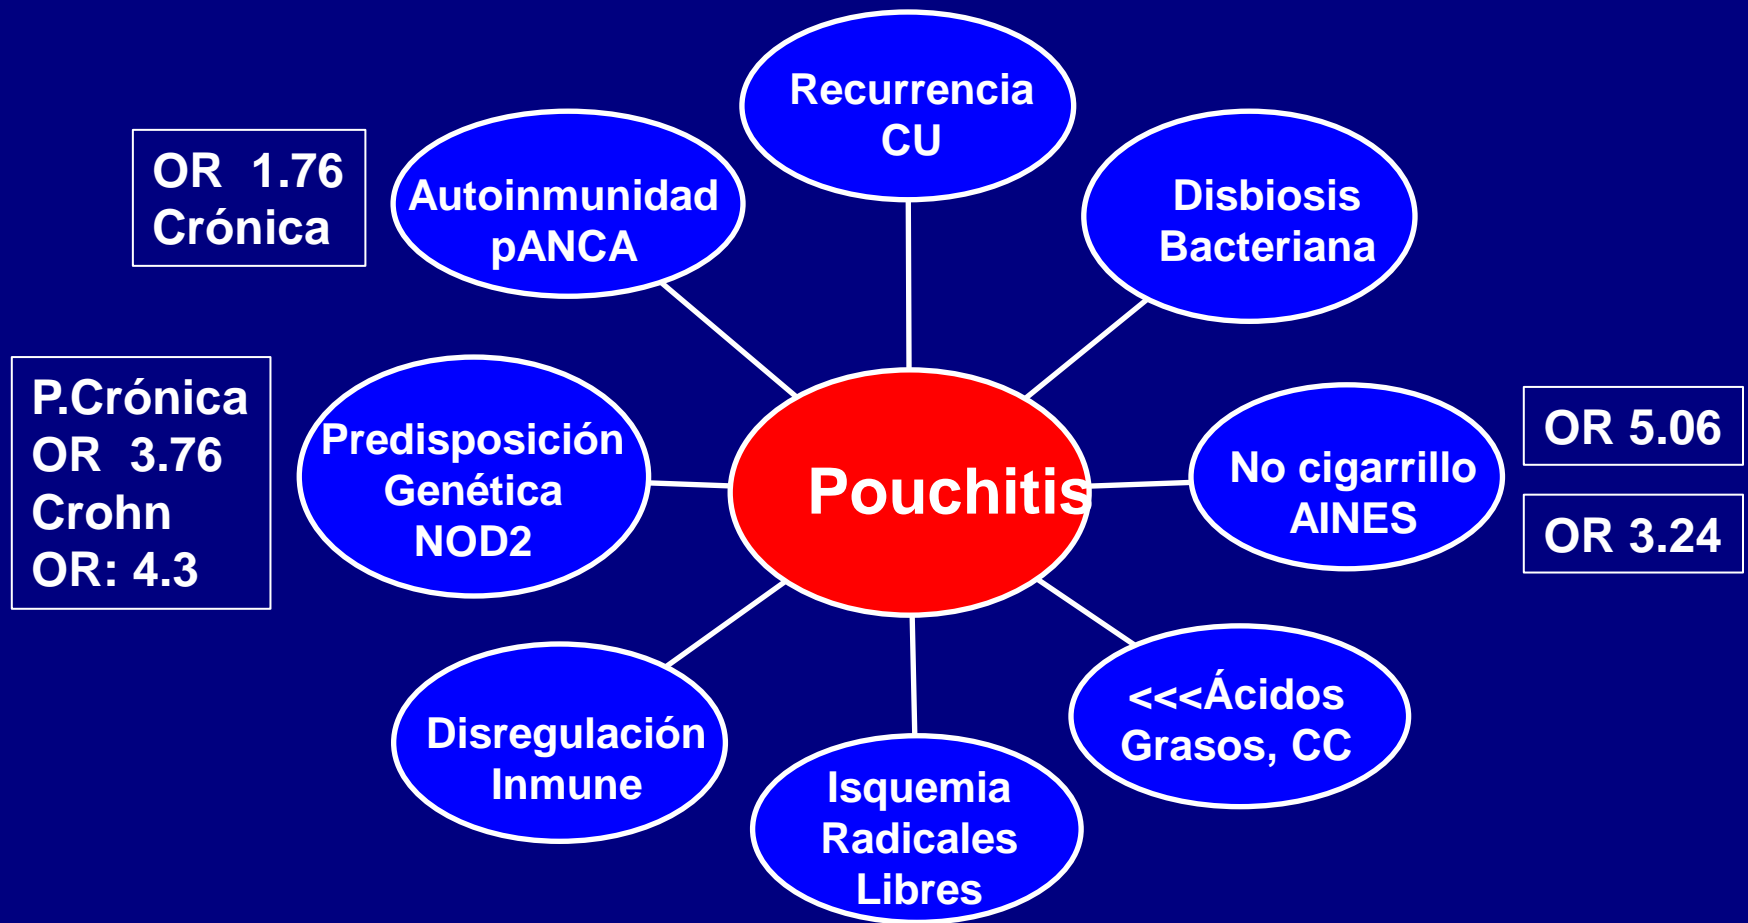 Recurrencia
CU
OR 1.76
Crónica
Autoinmunidad
pANCA
Disbiosis
Bacteriana
P.Crónica
OR 3.76
Crohn
OR: 4.3
Predisposición
Genética
NOD2
Pouchitis
No cigarrillo
AINES
OR 5.06
OR 3.24
Disregulación
Inmune
Isquemia
Radicales
Libres
<<<Ácidos
Grasos, CC